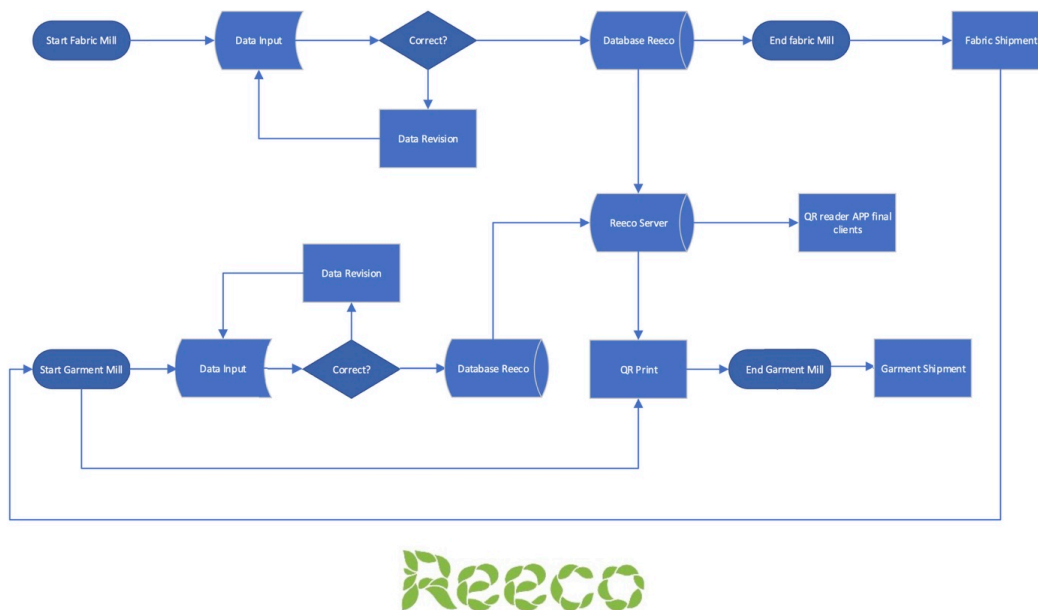 Start Fabric Mill
Data Input
Correct?
Database Reeco
End fabric Mill
Fabric Shipment
Data Revision
Reeco Server
QR reader APP final
clients
Data Revision
Start Garment Mill
Data Input
Correct?
Database Reeco
QR Print
End Garment Mill
Garment Shipment
Reeco